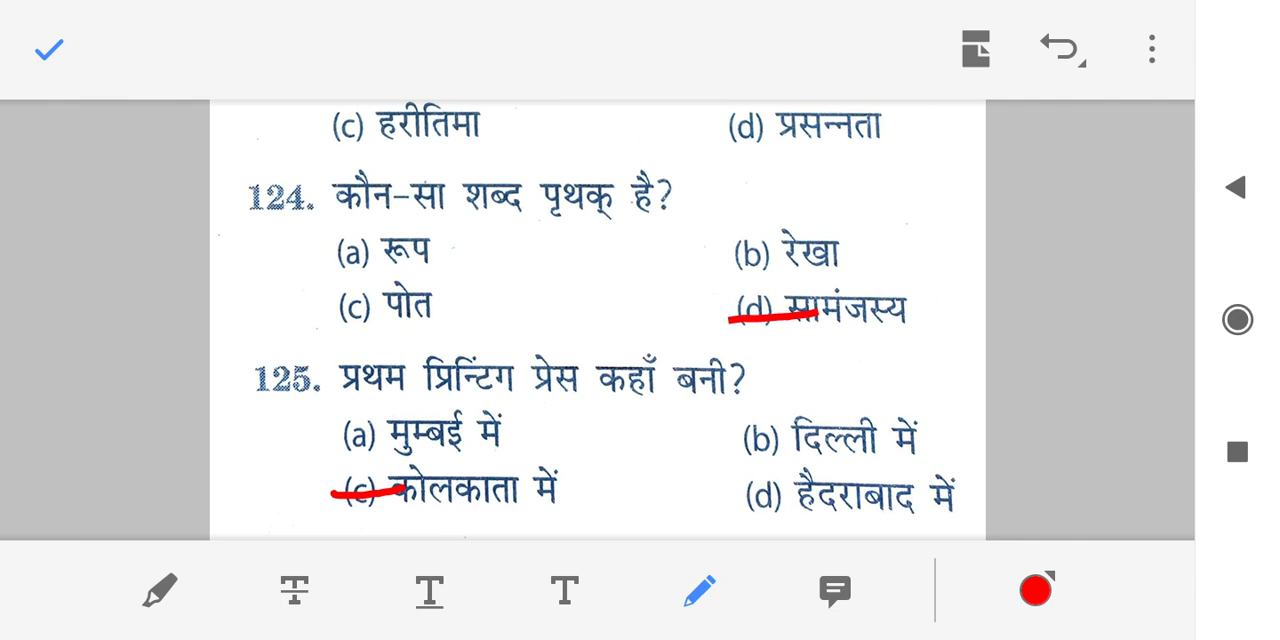 (c) हरीतिमा (d) प्रसन्नता
124. कौन-सा शब्द पृथक् है?
(a) रूप (b) रेखा
(c) पोत (d) सामंजस्य
125. प्रथम प्रिन्टिंग प्रेस कहाँ बनी?
(a) मुम्बई में (b) दिल्ली में
(c) कोलकाता में (d) हैदराबाद में
T T T